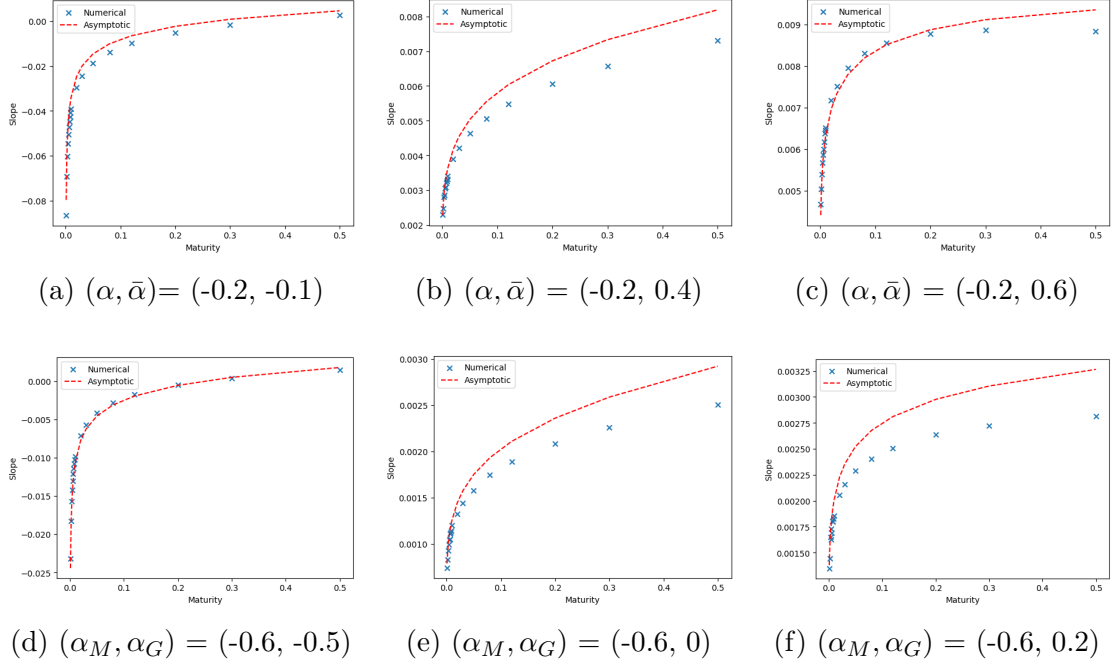 Numerical
Asymptotic
Slope
0.00
−0.02
−0.04
−0.06
−0.08
0.0 0.1 0.2 0.3 0.4 0.5
Maturity
(a) (α, ᾱ)= (-0.2, -0.1)
Numerical
Asymptotic
Slope
0.008
0.007
0.006
0.005
0.004
0.003
0.002
0.0 0.1 0.2 0.3 0.4 0.5
Maturity
(b) (α, ᾱ) = (-0.2, 0.4)
Numerical
Asymptotic
Slope
0.009
0.008
0.007
0.006
0.005
0.0 0.1 0.2 0.3 0.4 0.5
Maturity
(c) (α, ᾱ) = (-0.2, 0.6)
Numerical
Asymptotic
Slope
0.000
−0.005
−0.010
−0.015
−0.020
−0.025
0.0 0.1 0.2 0.3 0.4 0.5
Maturity
(d) (α_M, α_G) = (-0.6, -0.5)
Numerical
Asymptotic
Slope
0.0030
0.0025
0.0020
0.0015
0.0010
0.0 0.1 0.2 0.3 0.4 0.5
Maturity
(e) (α_M, α_G) = (-0.6, 0)
Numerical
Asymptotic
Slope
0.00325
0.00300
0.00275
0.00250
0.00225
0.00200
0.00175
0.00150
0.0 0.1 0.2 0.3 0.4 0.5
Maturity
(f) (α_M, α_G) = (-0.6, 0.2)